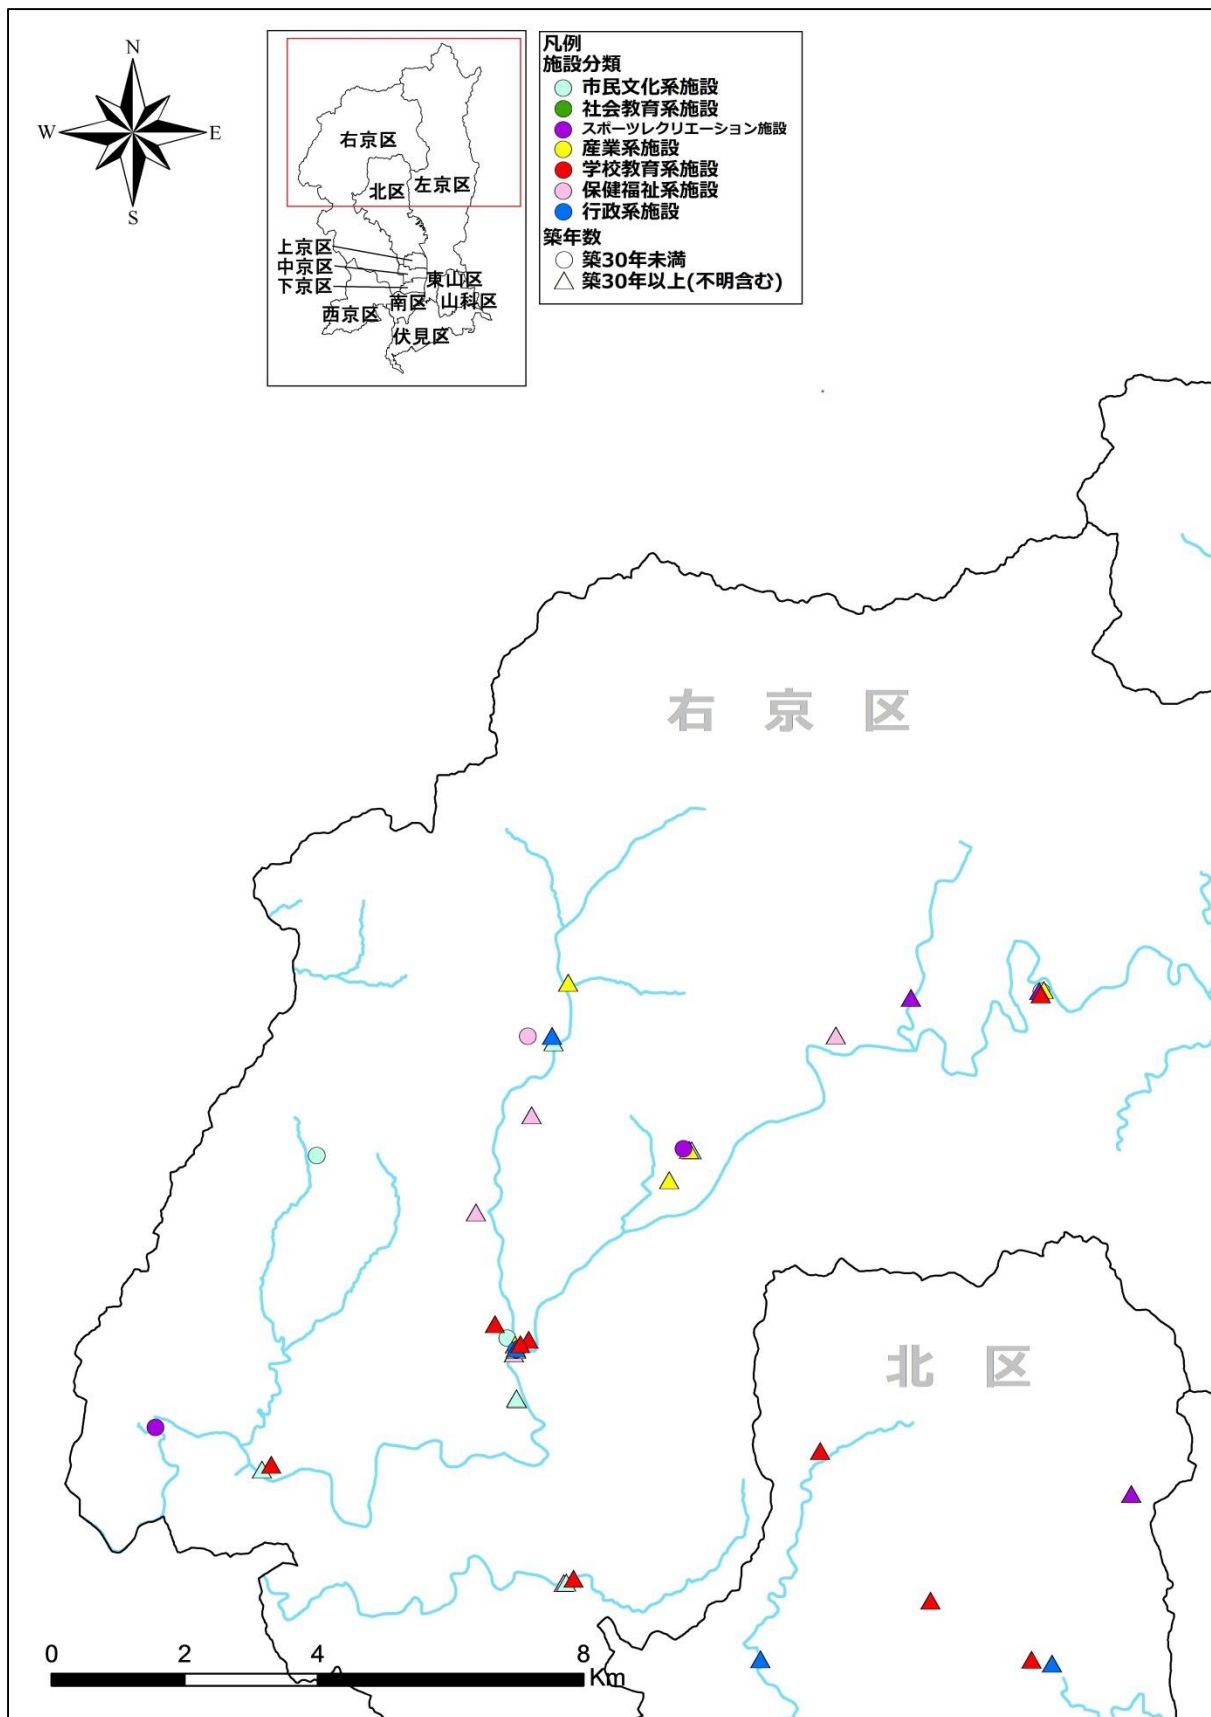 N
W
E
S
右京区
北区
左京区
上京区
中京区
下京区
東山区
西京区
南区
山科区
伏見区
凡例
施設分類
市民文化系施設
社会教育系施設
スポーツレクリエーション施設
産業系施設
学校教育系施設
保健福祉系施設
行政系施設
築年数
築30年未満
築30年以上(不明含む)
右京区
北区
0 2 4 8
Km